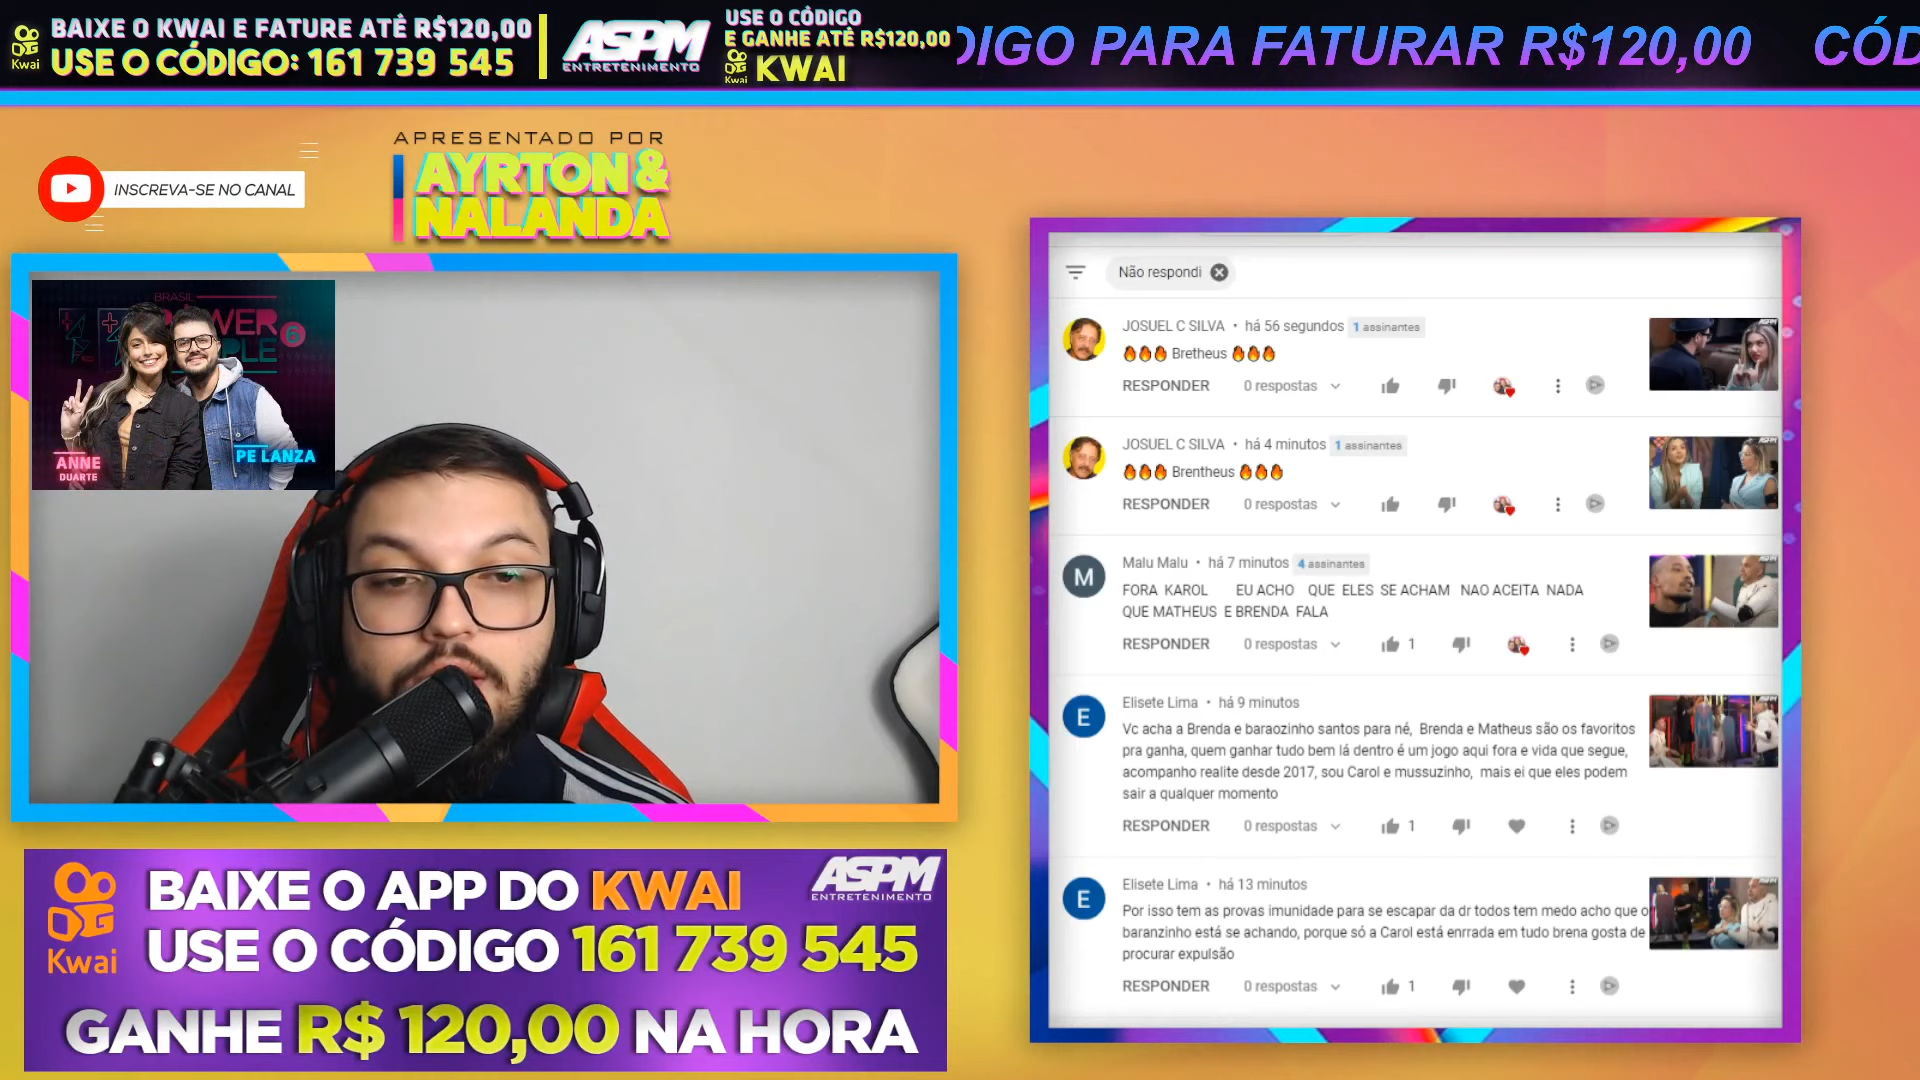 BAIXE O KWAI E FATURE ATÉ R$120,00
USE O CÓDIGO: 161 739 545
Kwai
ASPM
ENTRETENIMENTO
USE O CÓDIGO
E GANHE ATÉ R$120,00
Kwai
KWAI
DIGO PARA FATURAR R$120,00
CÓD
INSCREVA-SE NO CANAL
APRESENTADO POR
AYRTON &
NALANDA
BRASIL
POWER
COUPLE
6
ANNE
DUARTE
PE LANZA
BAIXE O APP DO KWAI
USE O CÓDIGO 161 739 545
GANHE R$ 120,00 NA HORA
Kwai
ASPM
ENTRETENIMENTO
Não respondi
JOSUEL C SILVA • há 56 segundos 1 assinantes
🔥🔥🔥 Bretheus 🔥🔥🔥
RESPONDER 0 respostas
JOSUEL C SILVA • há 4 minutos 1 assinantes
🔥🔥🔥 Brentheus 🔥🔥🔥
RESPONDER 0 respostas
M
Malu Malu • há 7 minutos 4 assinantes
FORA KAROL EU ACHO QUE ELES SE ACHAM NAO ACEITA NADA
QUE MATHEUS E BRENDA FALA
RESPONDER 0 respostas 1
E
Elisete Lima • há 9 minutos
Vc acha a Brenda e baraozinho santos para né, Brenda e Matheus são os favoritos
pra ganha, quem ganhar tudo bem lá dentro é um jogo aqui fora e vida que segue,
acompanho realite desde 2017, sou Carol e mussuzinho, mais ei que eles podem
sair a qualquer momento
RESPONDER 0 respostas 1
E
Elisete Lima • há 13 minutos
Por isso tem as provas imunidade para se escapar da dr todos tem medo acho que o
baranzinho está se achando, porque só a Carol está enrrada em tudo brena gosta de
procurar expulsão
RESPONDER 0 respostas 1